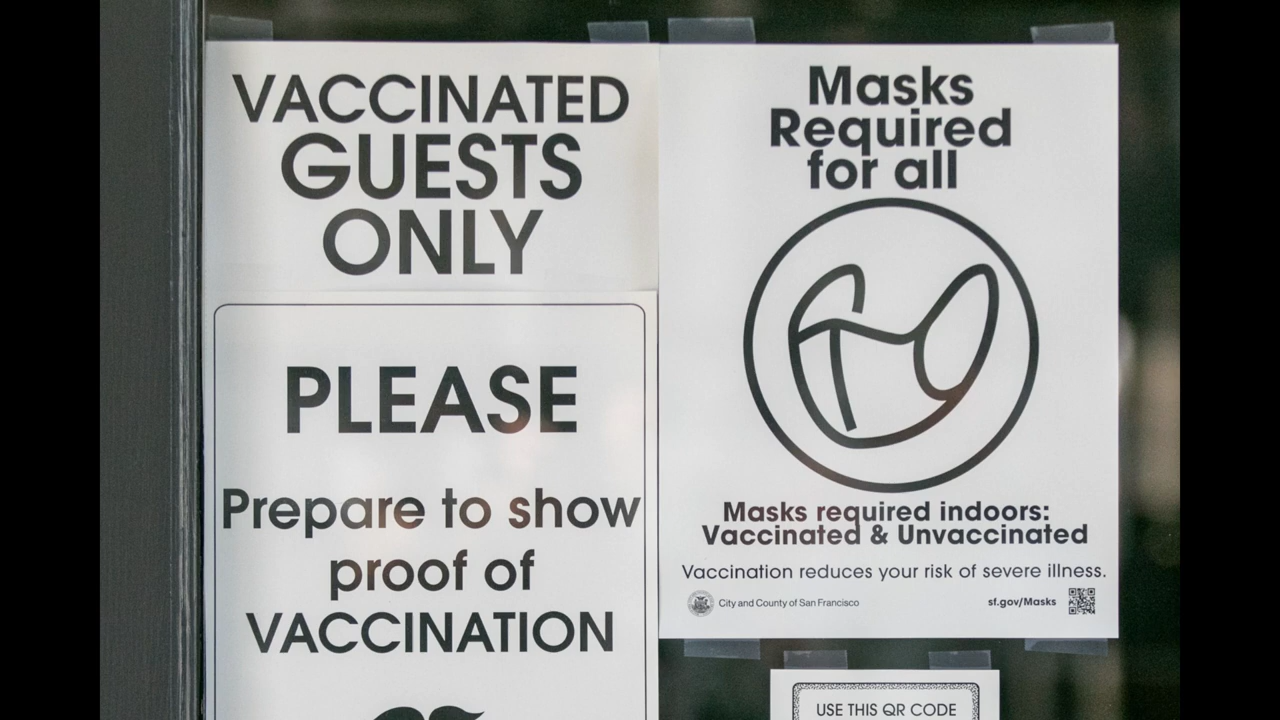 VACCINATED
GUESTS
ONLY
PLEASE
Prepare to show
proof of
VACCINATION
Masks
Required
for all
Masks required indoors:
Vaccinated & Unvaccinated
Vaccination reduces your risk of severe illness.
City and County of San Francisco
sf.gov/Masks
USE THIS QR CODE